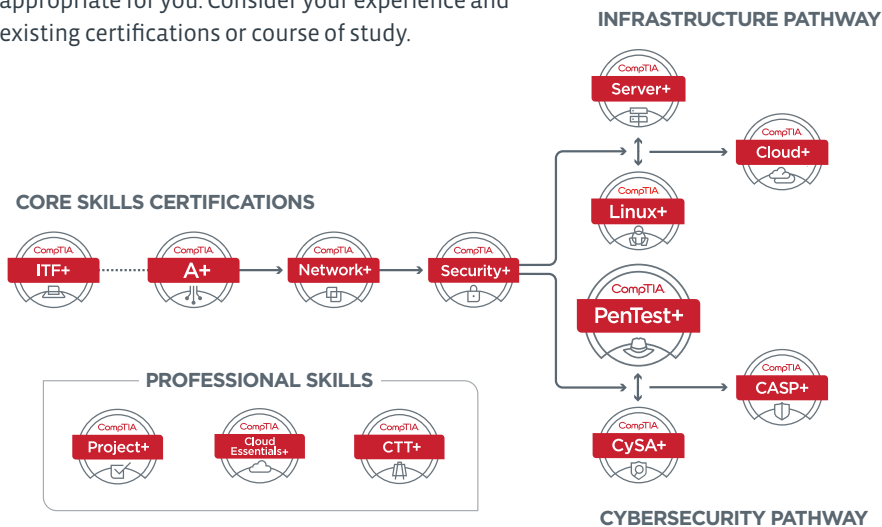 appropriate for you. Consider your experience and
existing certifications or course of study.
INFRASTRUCTURE PATHWAY
CompTIA
Server+
CompTIA
Cloud+
CompTIA
Linux+
CORE SKILLS CERTIFICATIONS
CompTIA
ITF+
CompTIA
A+
CompTIA
Network+
CompTIA
Security+
CompTIA
PenTest+
CompTIA
CASP+
CompTIA
CySA+
PROFESSIONAL SKILLS
CompTIA
Project+
CompTIA
Cloud
Essentials+
CompTIA
CTT+
CYBERSECURITY PATHWAY